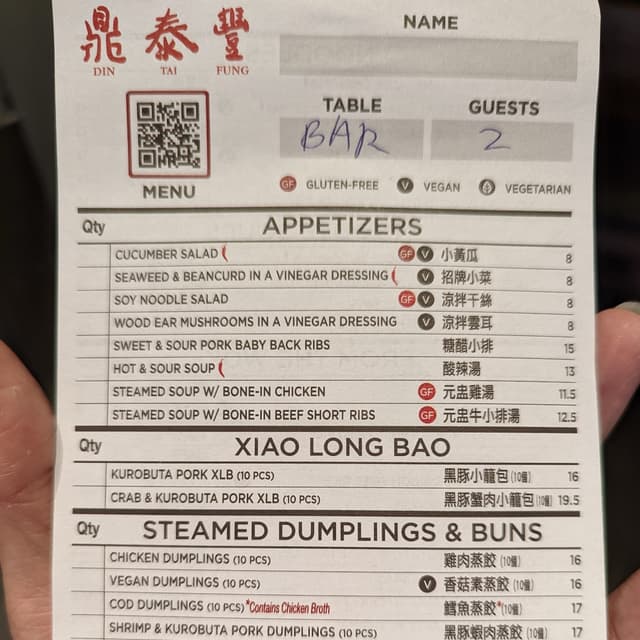 鼎 泰 豐
DIN TAI FUNG
NAME
TABLE GUESTS
BAR 2
MENU
GF GLUTEN-FREE V VEGAN VEGETARIAN
Qty APPETIZERS
CUCUMBER SALAD GF V 小黃瓜 8
SEAWEED & BEANCURD IN A VINEGAR DRESSING V 招牌小菜 8
SOY NOODLE SALAD GF V 涼拌干絲 8
WOOD EAR MUSHROOMS IN A VINEGAR DRESSING V 涼拌雲耳 8
SWEET & SOUR PORK BABY BACK RIBS 糖醋小排 15
HOT & SOUR SOUP 酸辣湯 13
STEAMED SOUP W/ BONE-IN CHICKEN GF 元盅雞湯 11.5
STEAMED SOUP W/ BONE-IN BEEF SHORT RIBS GF 元盅牛小排湯 12.5
Qty XIAO LONG BAO
KUROBUTA PORK XLB (10 PCS) 黑豚小籠包 (10個) 16
CRAB & KUROBUTA PORK XLB (10 PCS) 黑豚蟹肉小籠包 (10個) 19.5
Qty STEAMED DUMPLINGS & BUNS
CHICKEN DUMPLINGS (10 PCS) 雞肉蒸餃 (10個) 16
VEGAN DUMPLINGS (10 PCS) V 香菇素蒸餃 (10個) 16
COD DUMPLINGS (10 PCS) *Contains Chicken Broth 鱈魚蒸餃*(10個) 17
SHRIMP & KUROBUTA PORK DUMPLINGS (10 PCS) 黑豚蝦肉蒸餃 (10個) 17